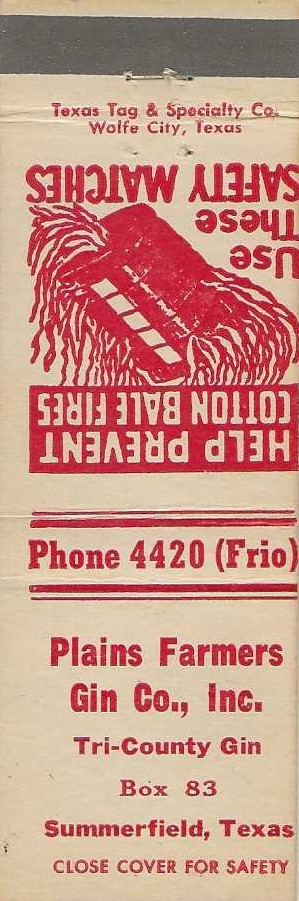 Texas Tag & Specialty Co.
Wolfe City, Texas
HELP PREVENT
COTTON BALE FIRES
Use
These
SAFETY MATCHES
Phone 4420 (Frio)
Plains Farmers
Gin Co., Inc.
Tri-County Gin
Box 83
Summerfield, Texas
CLOSE COVER FOR SAFETY